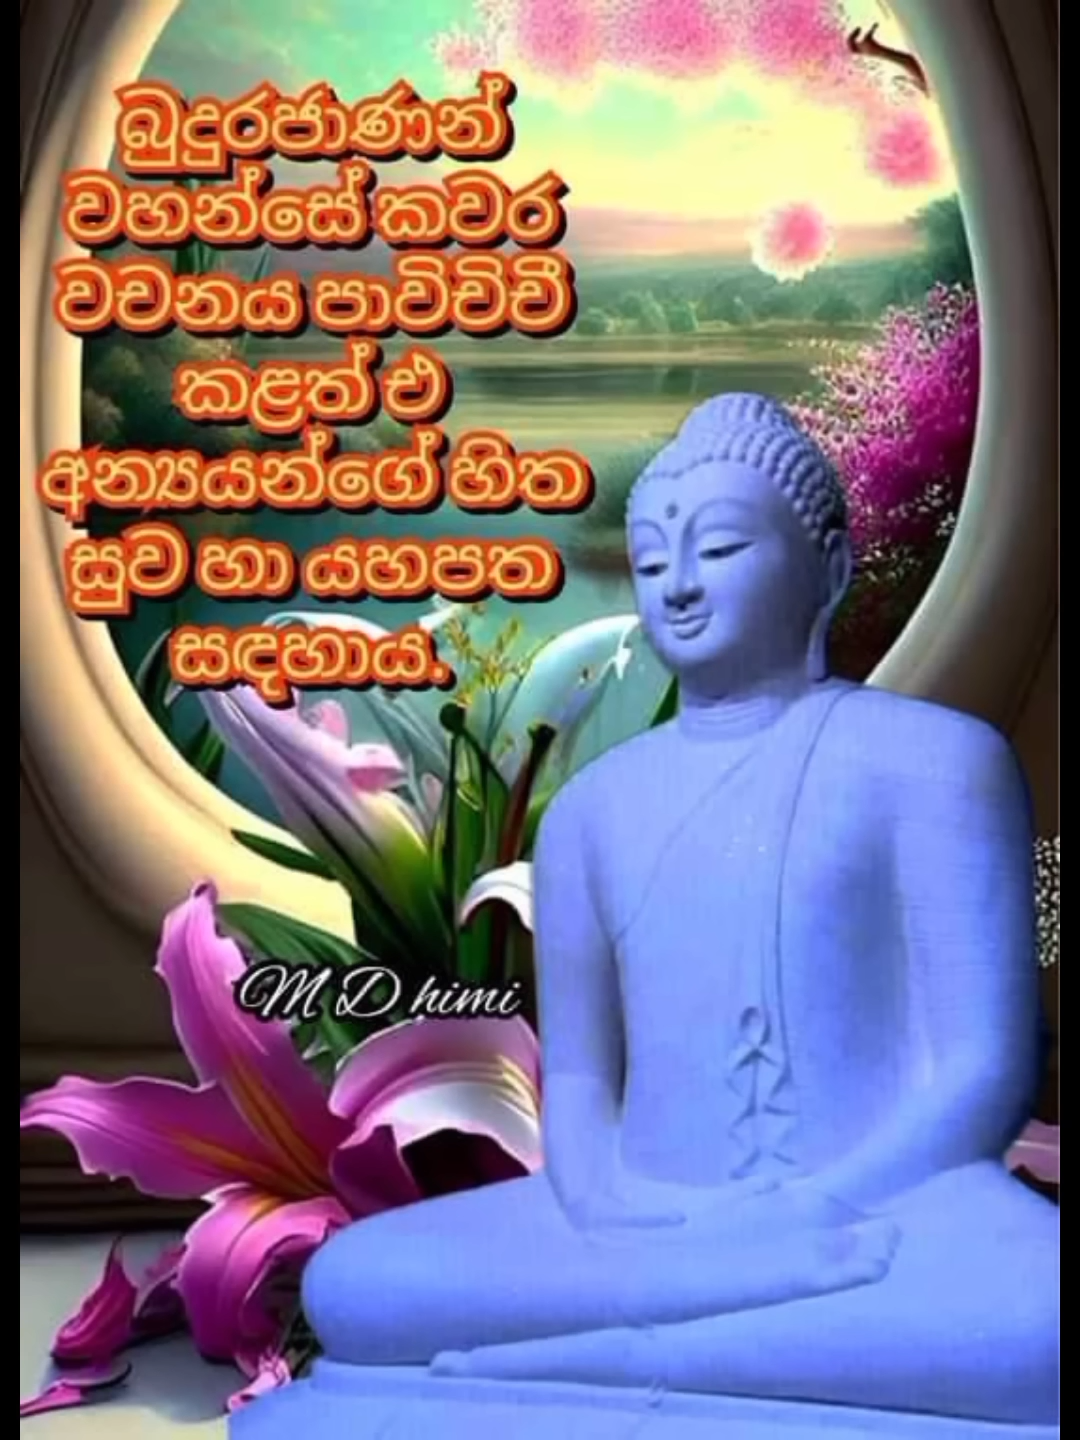 බුදුරජාණන්
වහන්සේ කවර
වචනය පාවිචිචී
කළත් එ
අන්‍යයන්ගේ හිත
සුව හා යහපත
සඳහාය.
M D himi